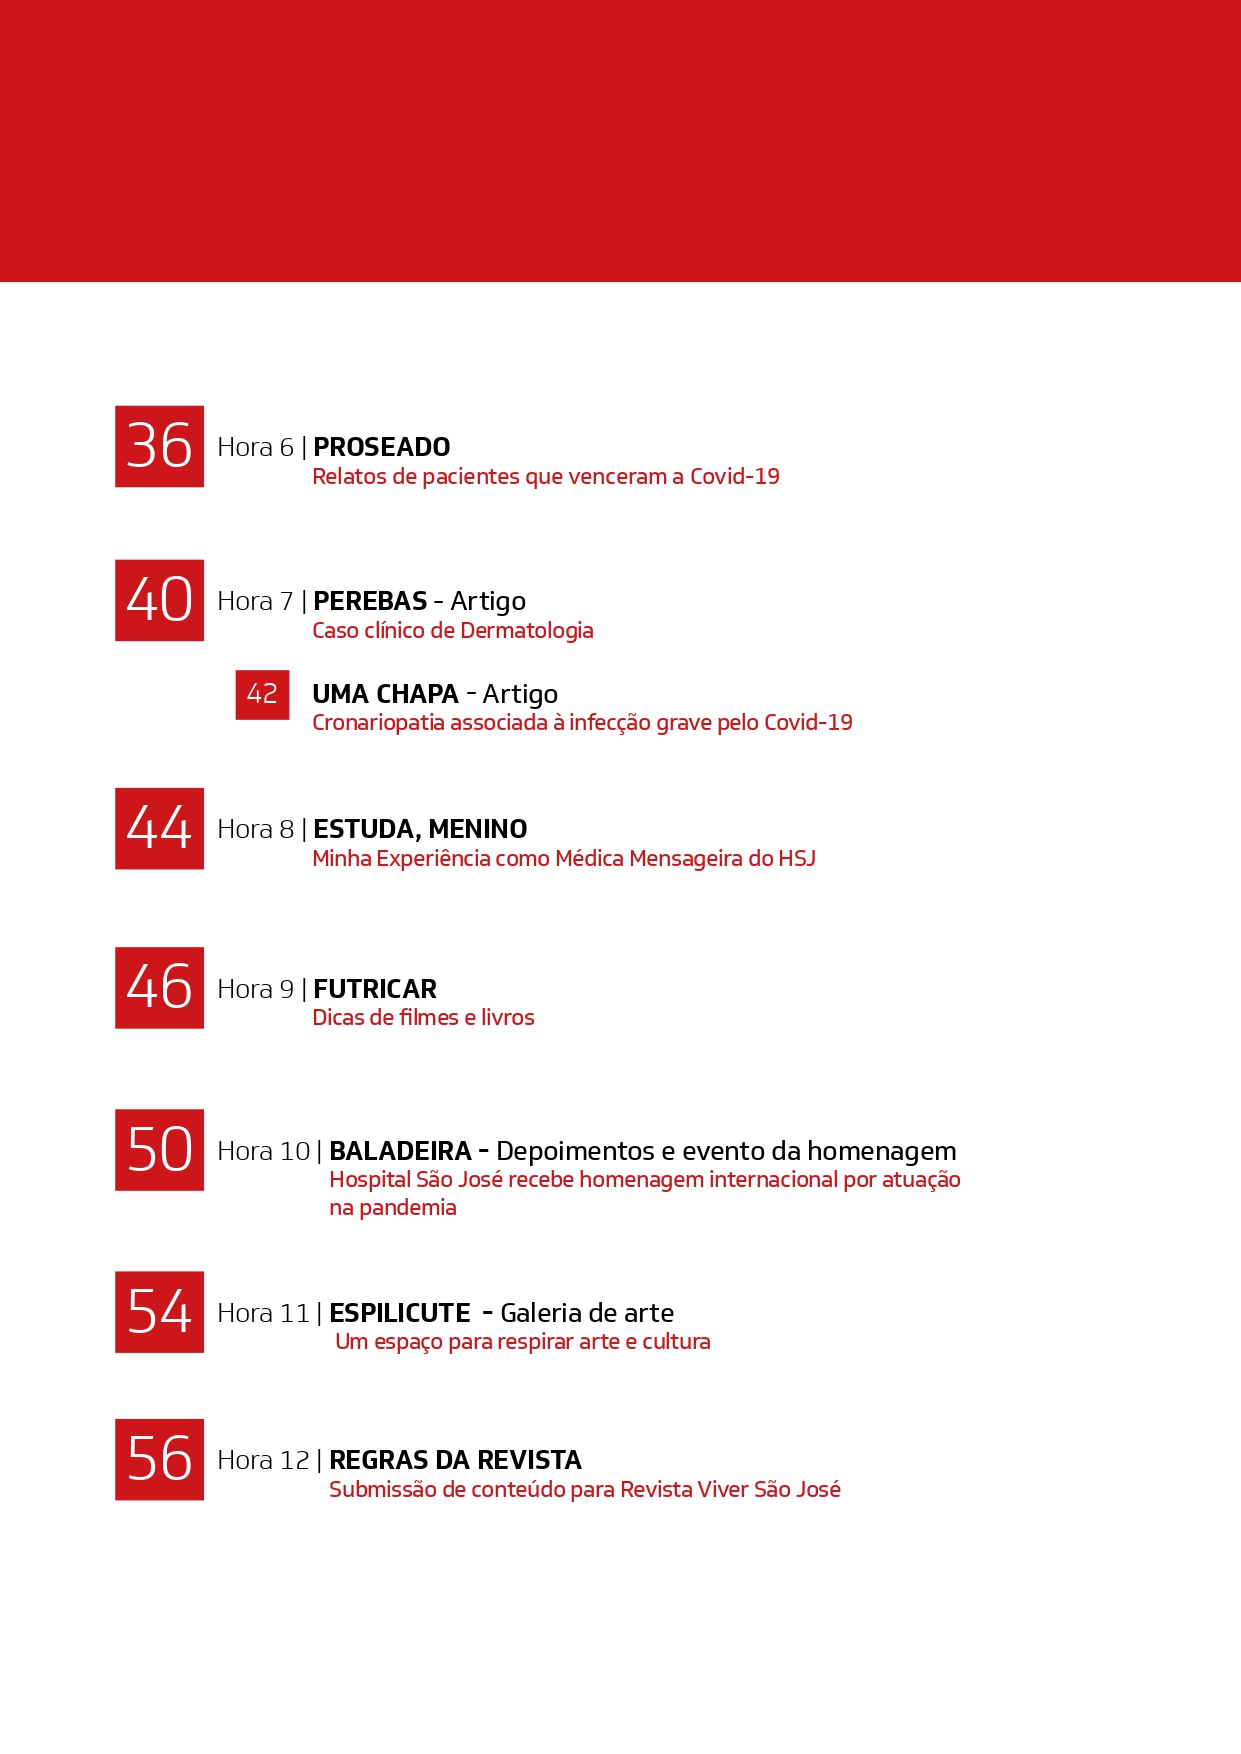 36 Hora 6 | PROSEADO
Relatos de pacientes que venceram a Covid-19
40 Hora 7 | PEREBAS - Artigo
Caso clínico de Dermatologia
42 UMA CHAPA - Artigo
Cronariopatia associada à infecção grave pelo Covid-19
44 Hora 8 | ESTUDA, MENINO
Minha Experiência como Médica Mensageira do HSJ
46 Hora 9 | FUTRICAR
Dicas de filmes e livros
50 Hora 10 | BALADEIRA - Depoimentos e evento da homenagem
Hospital São José recebe homenagem internacional por atuação
na pandemia
54 Hora 11 | ESPILICUTE - Galeria de arte
Um espaço para respirar arte e cultura
56 Hora 12 | REGRAS DA REVISTA
Submissão de conteúdo para Revista Viver São José